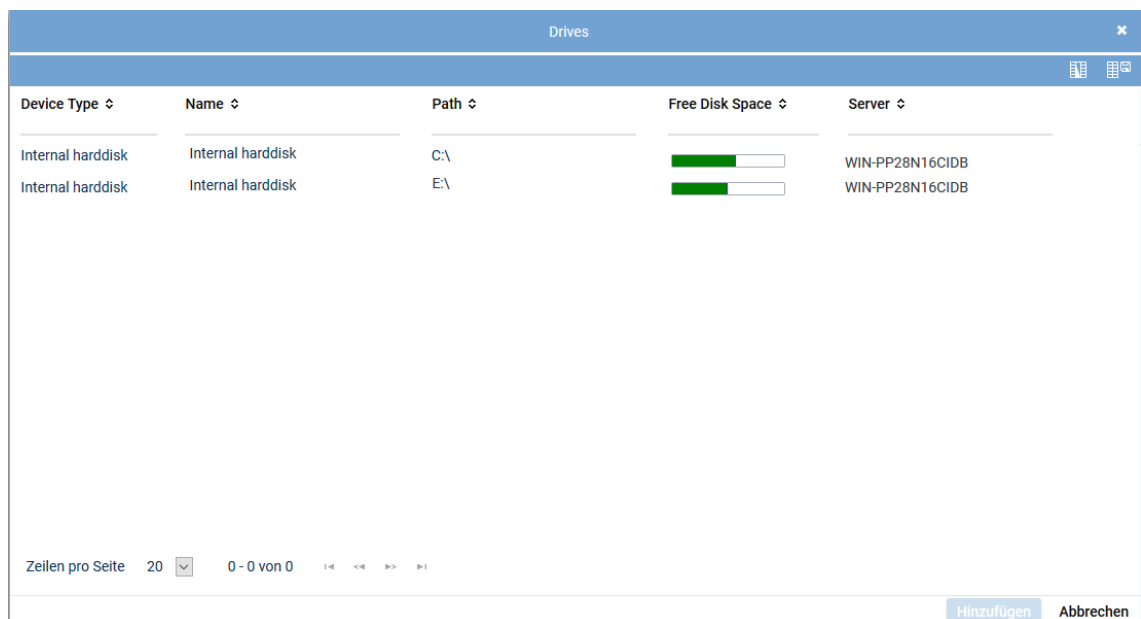 Drives
Device Type Name Path Free Disk Space Server
Internal harddisk Internal harddisk C:\ WIN-PP28N16CIDB
Internal harddisk Internal harddisk E:\ WIN-PP28N16CIDB
Zeilen pro Seite 20 0 - 0 von 0
Hinzufügen Abbrechen